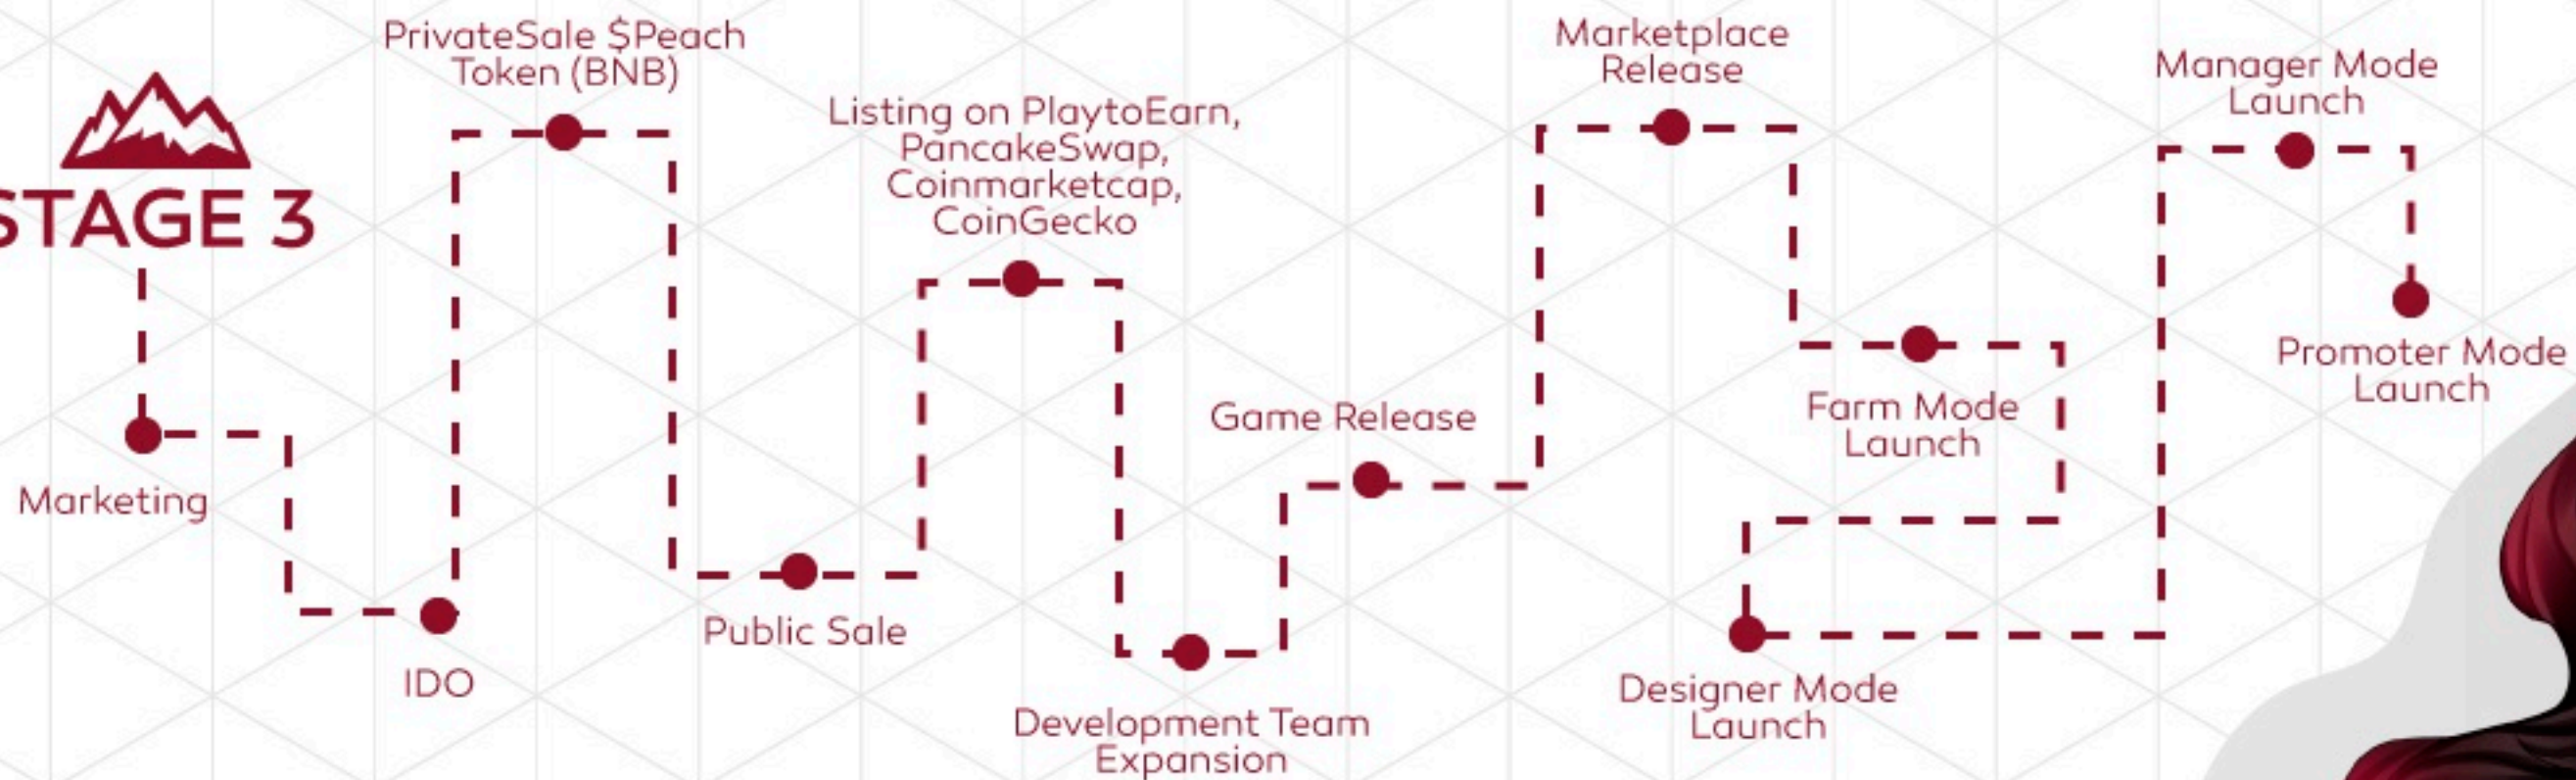 STAGE 3
Marketing
IDO
PrivateSale $Peach
Token (BNB)
Public Sale
Listing on PlaytoEarn,
PancakeSwap,
Coinmarketcap,
CoinGecko
Development Team
Expansion
Game Release
Marketplace
Release
Farm Mode
Launch
Designer Mode
Launch
Manager Mode
Launch
Promoter Mode
Launch